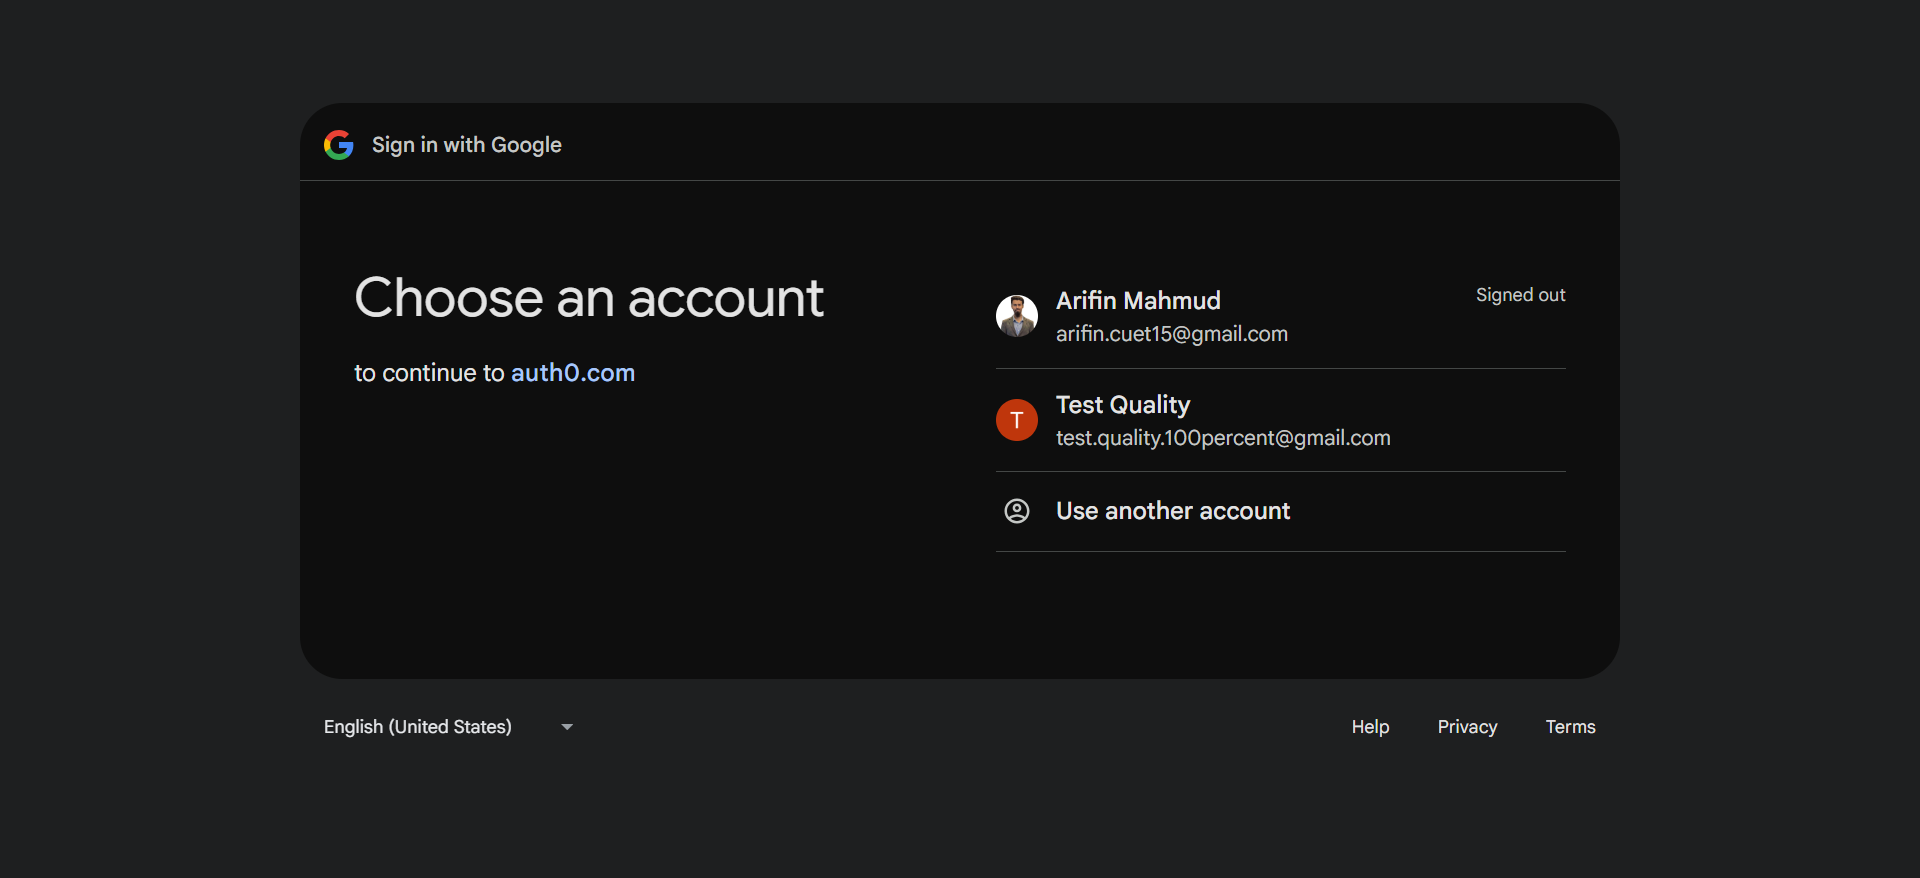 Sign in with Google
Choose an account
to continue to auth0.com
Arifin Mahmud
Signed out
arifin.cuet15@gmail.com
T
Test Quality
test.quality.100percent@gmail.com
Use another account
English (United States)
Help
Privacy
Terms